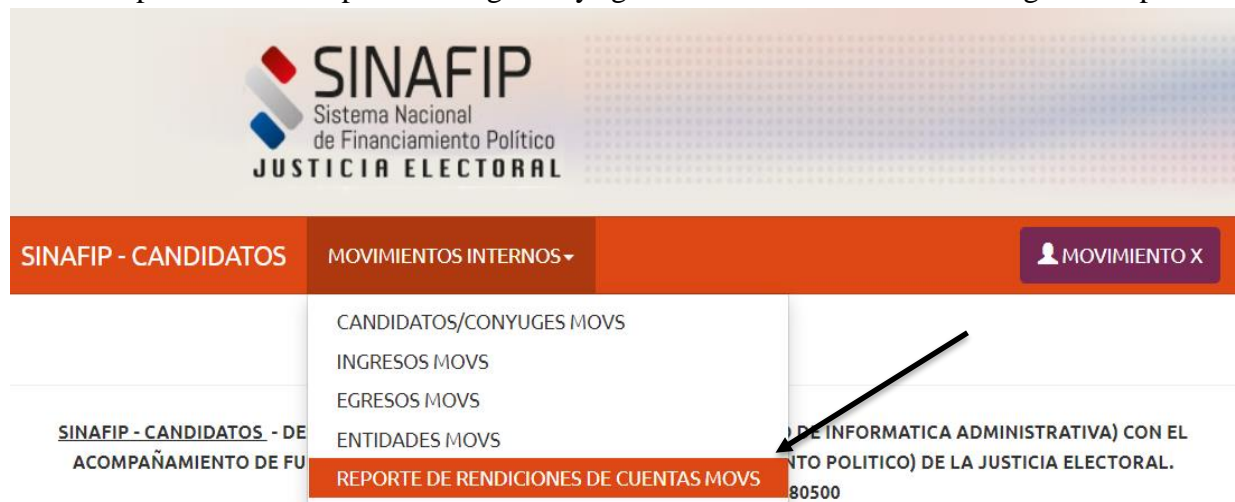 SINAFIP
Sistema Nacional
de Financiamiento Político
JUSTICIA ELECTORAL
SINAFIP - CANDIDATOS MOVIMIENTOS INTERNOS MOVIMIENTO X
CANDIDATOS/CONYUGES MOVS
INGRESOS MOVS
EGRESOS MOVS
ENTIDADES MOVS
REPORTE DE RENDICIONES DE CUENTAS MOVS
SINAFIP - CANDIDATOS - DE DE INFORMATICA ADMINISTRATIVA) CON EL
ACOMPAÑAMIENTO DE FU NTO POLITICO) DE LA JUSTICIA ELECTORAL.
80500